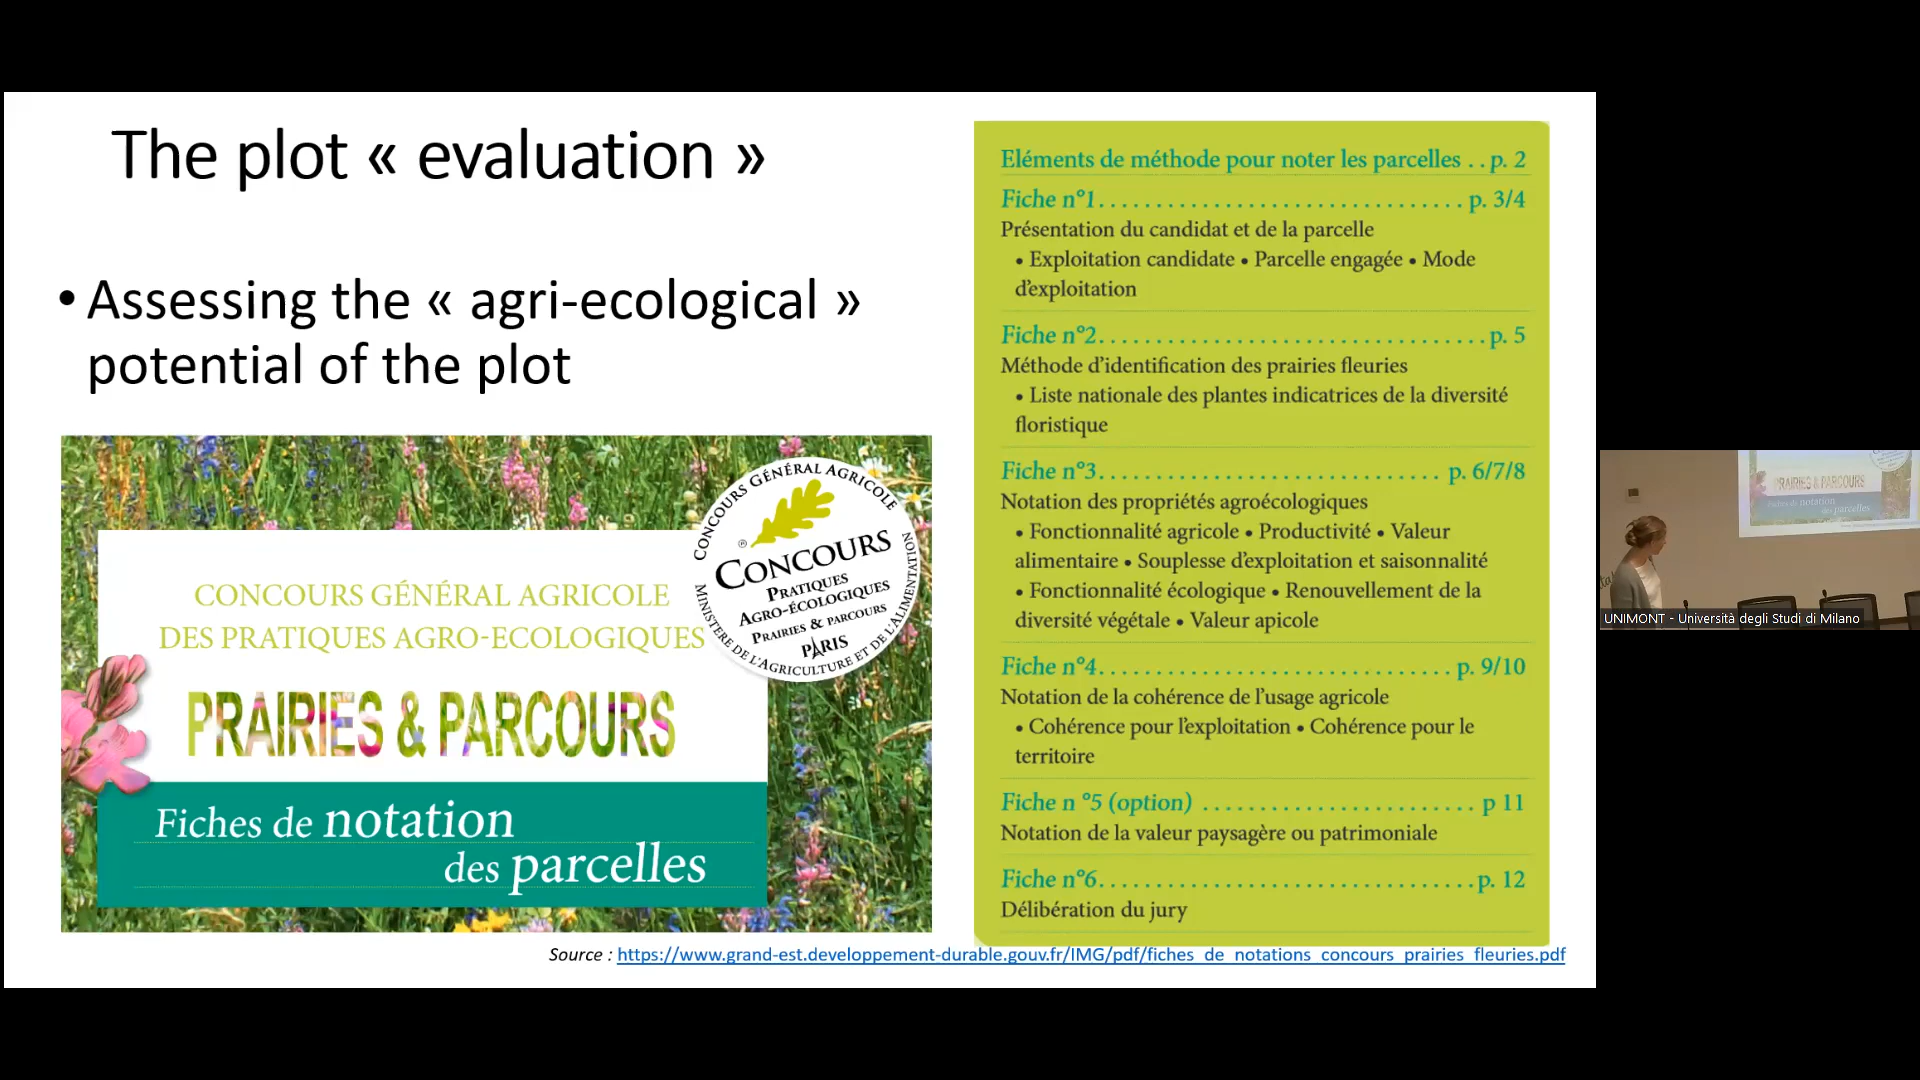 The plot « evaluation »
• Assessing the « agri-ecological »
potential of the plot
CONCOURS GÉNÉRAL AGRICOLE
DES PRATIQUES AGRO-ECOLOGIQUES
PRAIRIES & PARCOURS
Fiches de notation
des parcelles
CONCOURS GÉNÉRAL AGRICOLE
®
CONCOURS
PRATIQUES
AGRO-ÉCOLOGIQUES
PRAIRIES & PARCOURS
PARIS
MINISTÈRE DE L'AGRICULTURE ET DE L'ALIMENTATION
Eléments de méthode pour noter les parcelles . . p. 2
Fiche n°1. . . . . . . . . . . . . . . . . . . . . . . . . . . . . . . . p. 3/4
Présentation du candidat et de la parcelle
• Exploitation candidate • Parcelle engagée • Mode
d’exploitation
Fiche n°2. . . . . . . . . . . . . . . . . . . . . . . . . . . . . . . . . . p. 5
Méthode d’identification des prairies fleuries
• Liste nationale des plantes indicatrices de la diversité
floristique
Fiche n°3. . . . . . . . . . . . . . . . . . . . . . . . . . . . . . p. 6/7/8
Notation des propriétés agroécologiques
• Fonctionnalité agricole • Productivité • Valeur
alimentaire • Souplesse d’exploitation et saisonnalité
• Fonctionnalité écologique • Renouvellement de la
diversité végétale • Valeur apicole
Fiche n°4. . . . . . . . . . . . . . . . . . . . . . . . . . . . . . . p. 9/10
Notation de la cohérence de l’usage agricole
• Cohérence pour l’exploitation • Cohérence pour le
territoire
Fiche n °5 (option) . . . . . . . . . . . . . . . . . . . . . . . . p 11
Notation de la valeur paysagère ou patrimoniale
Fiche n°6. . . . . . . . . . . . . . . . . . . . . . . . . . . . . . . . . p. 12
Délibération du jury
Source : https://www.grand-est.developpement-durable.gouv.fr/IMG/pdf/fiches_de_notations_concours_prairies_fleuries.pdf
PRAIRIES & PARCOURS
Fiches de notation
des parcelles
UNIMONT - Università degli Studi di Milano